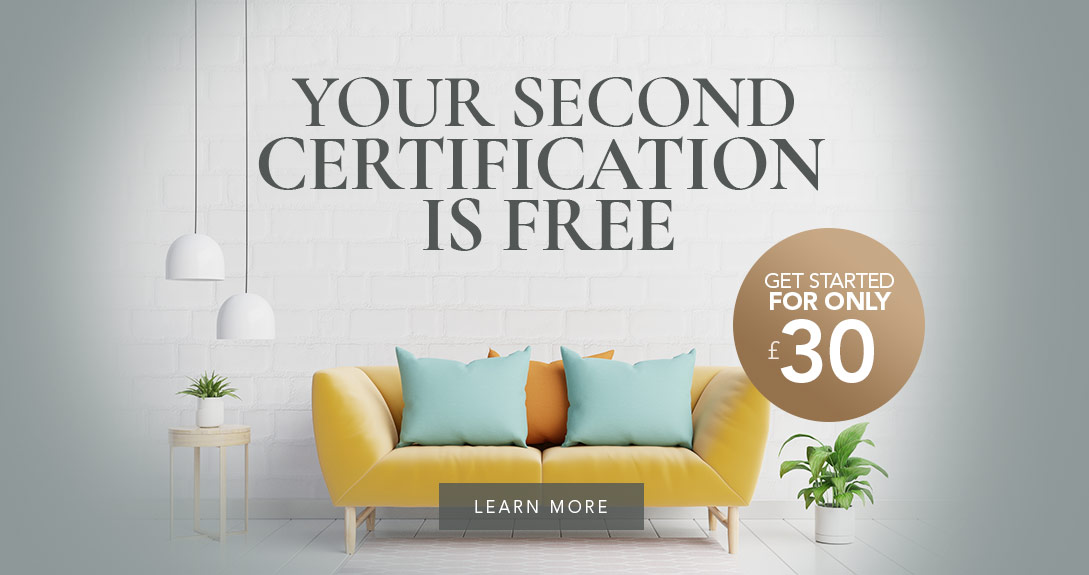 YOUR SECOND
CERTIFICATION
IS FREE
GET STARTED
FOR ONLY
£30
LEARN MORE